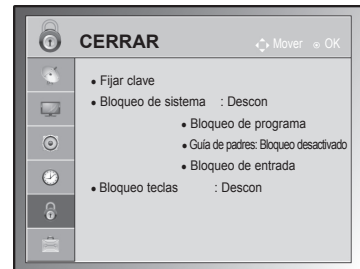 CERRAR
Mover OK
• Fijar clave
• Bloqueo de sistema : Descon
• Bloqueo de programa
• Guía de padres: Bloqueo desactivado
• Bloqueo de entrada
• Bloqueo teclas : Descon